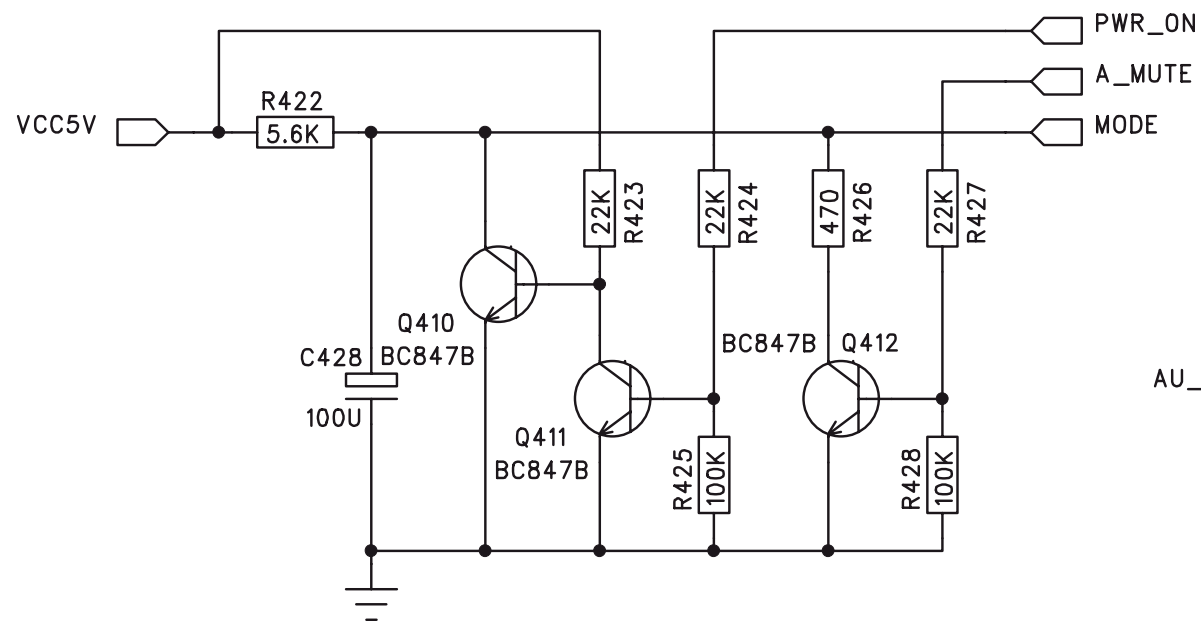 PWR_ON
A_MUTE
VCC5V
R422
5.6K
MODE
22K
R423
22K
R424
470
R426
22K
R427
Q410
BC847B
C428
100U
BC847B
Q412
AU_
Q411
BC847B
R425
100K
R428
100K